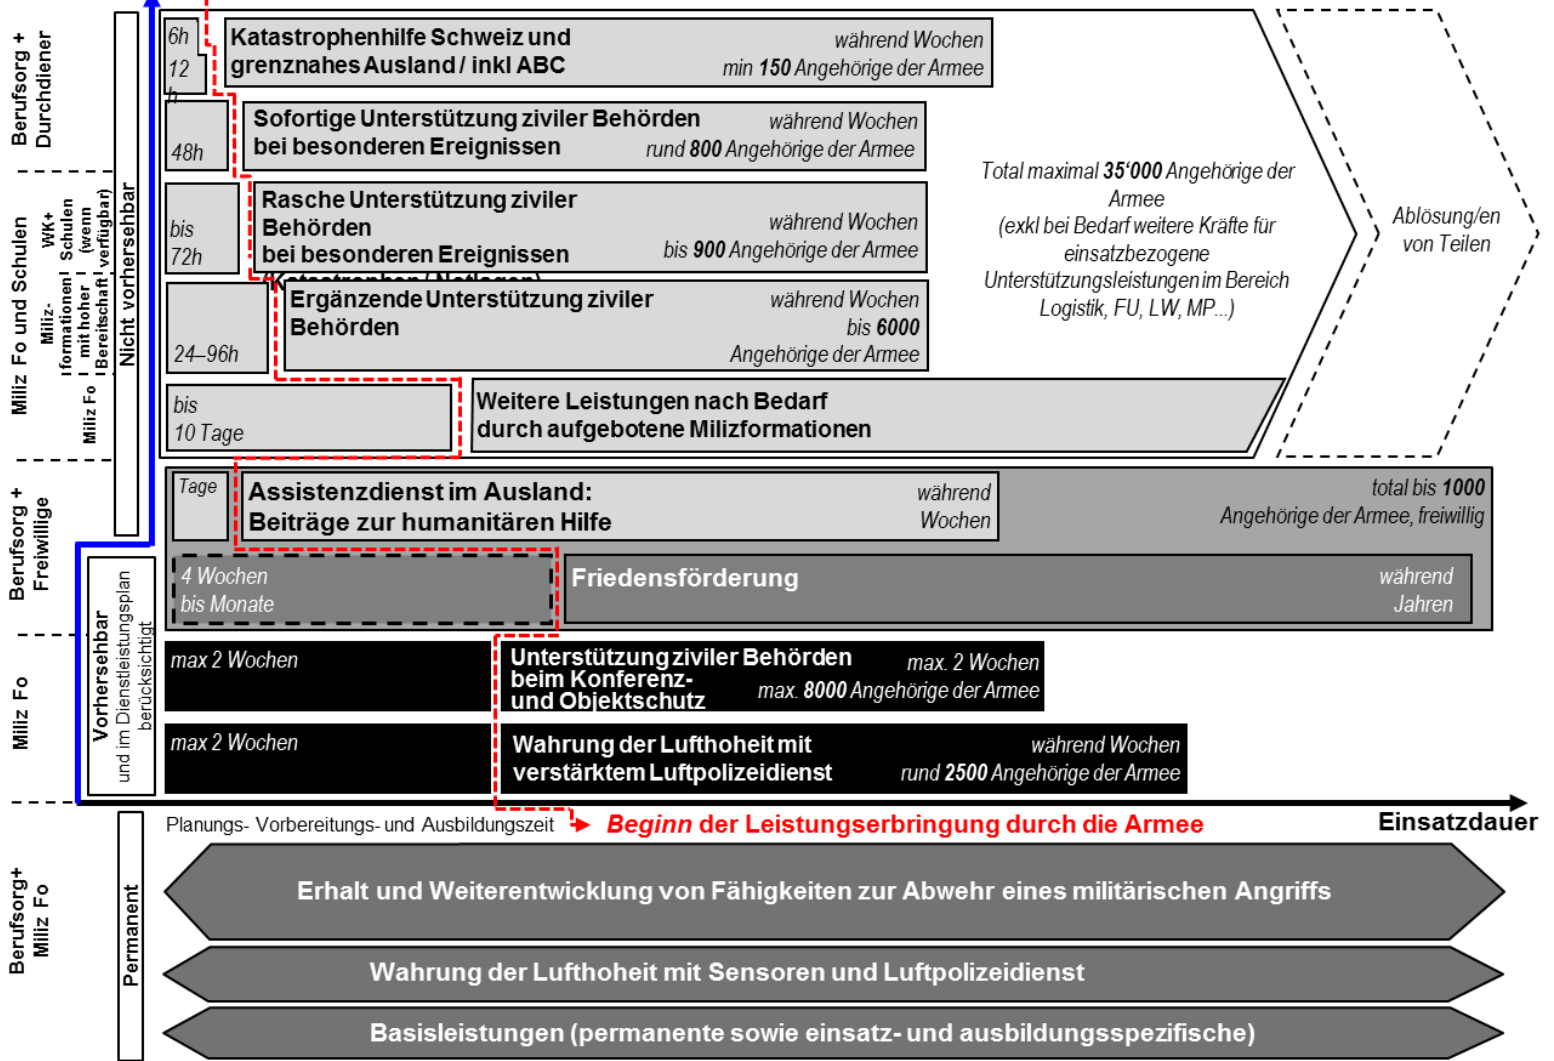 Berufsorg +
Durchdiener
Miliz Fo und Schulen
WK+
Schulen
(wenn
verfügbar)
Miliz-
formationen
mit hoher
Bereitschaft
Miliz Fo
Berufsorg +
Freiwillige
Miliz Fo
Berufsorg+
Miliz Fo
Nicht vorhersehbar
Vorhersehbar
und im Dienstleistungsplan
berücksichtigt
Permanent
6h
12
h
Katastrophenhilfe Schweiz und
grenznahes Ausland / inkl ABC
während Wochen
min 150 Angehörige der Armee
48h
Sofortige Unterstützung ziviler Behörden
bei besonderen Ereignissen
während Wochen
rund 800 Angehörige der Armee
bis
72h
Rasche Unterstützung ziviler
Behörden
bei besonderen Ereignissen
(Katastrophen / Notlagen)
während Wochen
bis 900 Angehörige der Armee
24–96h
Ergänzende Unterstützung ziviler
Behörden
während Wochen
bis 6000
Angehörige der Armee
bis
10 Tage
Weitere Leistungen nach Bedarf
durch aufgebotene Milizformationen
Total maximal 35‘000 Angehörige der
Armee
(exkl bei Bedarf weitere Kräfte für
einsatzbezogene
Unterstützungsleistungen im Bereich
Logistik, FU, LW, MP...)
Ablösung/en
von Teilen
Tage
Assistenzdienst im Ausland:
Beiträge zur humanitären Hilfe
während
Wochen
total bis 1000
Angehörige der Armee, freiwillig
4 Wochen
bis Monate
Friedensförderung
während
Jahren
max 2 Wochen
Unterstützung ziviler Behörden
beim Konferenz-
und Objektschutz
max. 2 Wochen
max. 8000 Angehörige der Armee
max 2 Wochen
Wahrung der Lufthoheit mit
verstärktem Luftpolizeidienst
während Wochen
rund 2500 Angehörige der Armee
Planungs- Vorbereitungs- und Ausbildungszeit
Beginn der Leistungserbringung durch die Armee
Einsatzdauer
Erhalt und Weiterentwicklung von Fähigkeiten zur Abwehr eines militärischen Angriffs
Wahrung der Lufthoheit mit Sensoren und Luftpolizeidienst
Basisleistungen (permanente sowie einsatz- und ausbildungsspezifische)